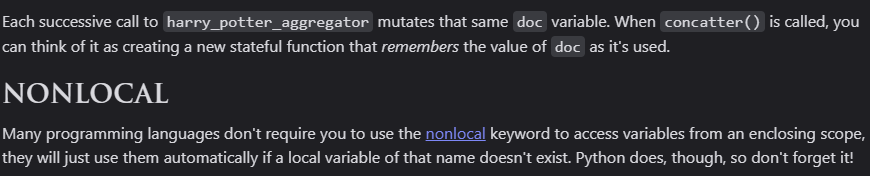 Each successive call to harry_potter_aggregator mutates that same doc variable. When concatter() is called, you
can think of it as creating a new stateful function that remembers the value of doc as it's used.
NONLOCAL
Many programming languages don't require you to use the nonlocal keyword to access variables from an enclosing scope,
they will just use them automatically if a local variable of that name doesn't exist. Python does, though, so don't forget it!